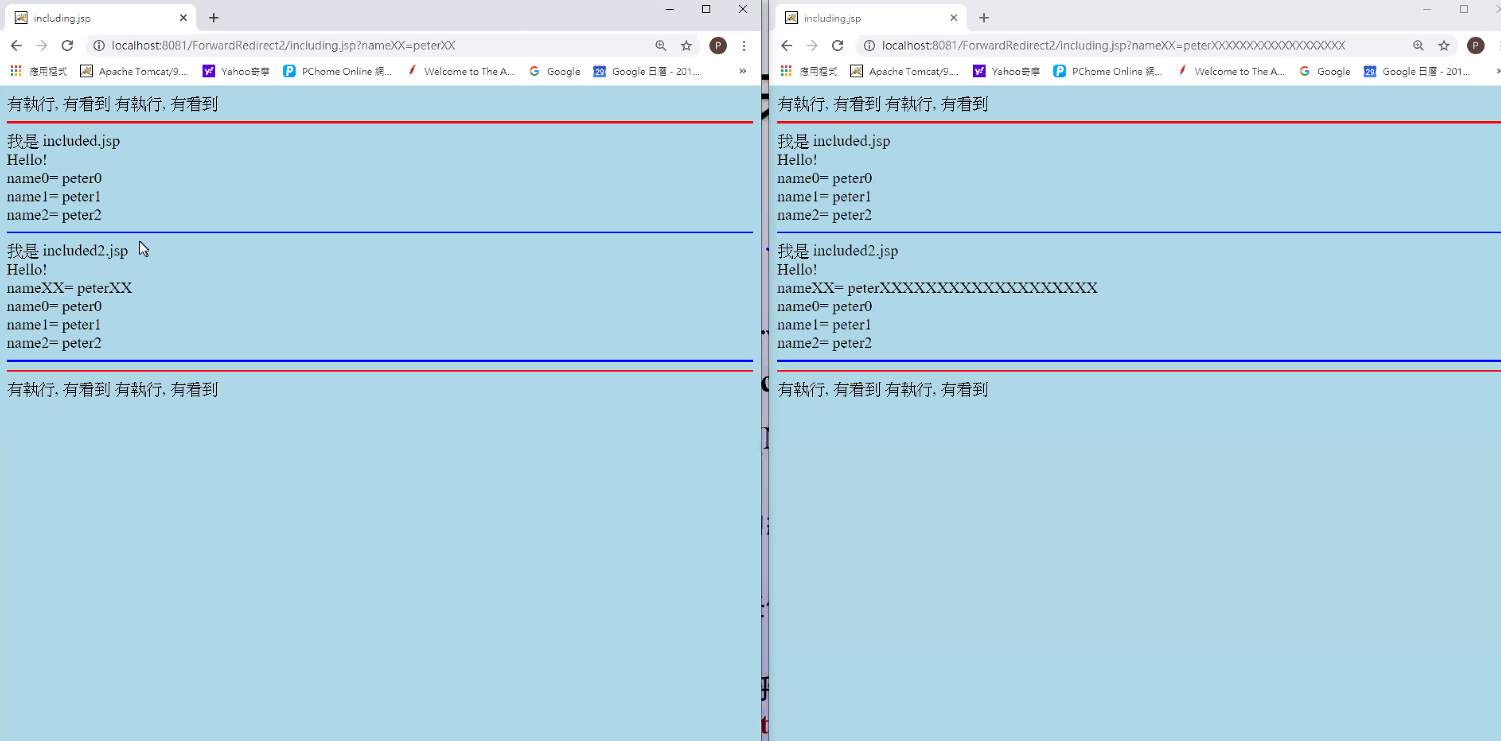 including.jsp
localhost:8081/ForwardRedirect2/including.jsp?nameXX=peterXX
P
應用程式 Apache Tomcat/9.... Yahoo奇摩 PChome Online 網... Welcome to The A... Google Google 日曆 - 201... »
有執行, 有看到 有執行, 有看到
我是 included.jsp
Hello!
name0= peter0
name1= peter1
name2= peter2
我是 included2.jsp
Hello!
nameXX= peterXX
name0= peter0
name1= peter1
name2= peter2
有執行, 有看到 有執行, 有看到
including.jsp
localhost:8081/ForwardRedirect2/including.jsp?nameXX=peterXXXXXXXXXXXXXXXXXXX
P
應用程式 Apache Tomcat/9.... Yahoo奇摩 PChome Online 網... Welcome to The A... Google Google 日曆 - 201...
有執行, 有看到 有執行, 有看到
我是 included.jsp
Hello!
name0= peter0
name1= peter1
name2= peter2
我是 included2.jsp
Hello!
nameXX= peterXXXXXXXXXXXXXXXXXXX
name0= peter0
name1= peter1
name2= peter2
有執行, 有看到 有執行, 有看到